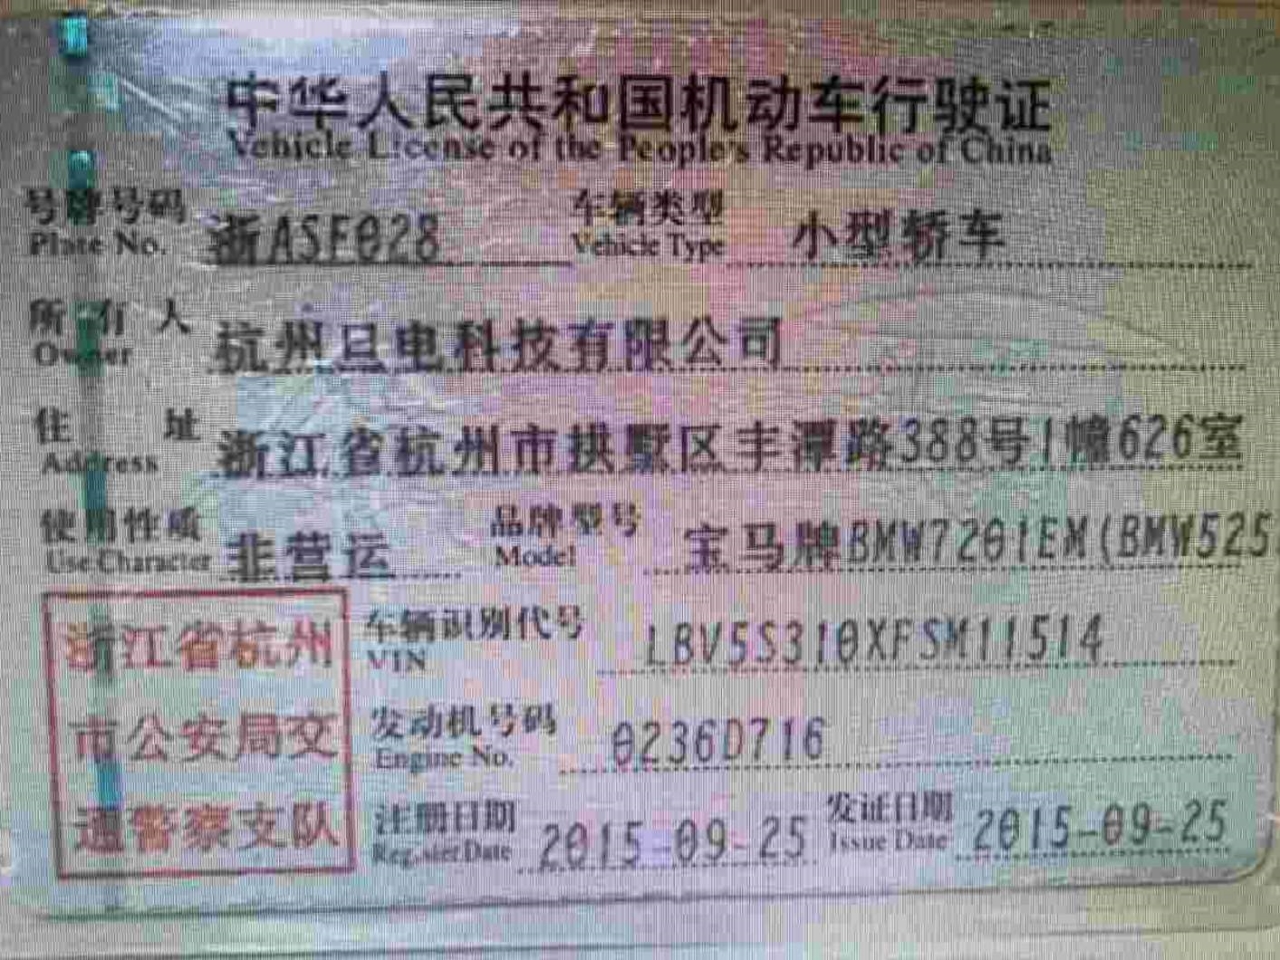 中华人民共和国机动车行驶证
Vehicle License of the People's Republic of China
号牌号码 浙A5F028 车辆类型 小型轿车
Plate No. Vehicle Type
所有人 杭州旦电科技有限公司
Owner
住址 浙江省杭州市拱墅区丰潭路388号1幢626室
Address
使用性质 非营运 品牌型号 宝马牌BMW7201EM(BMW525
Use Character Model
浙江省杭州
市公安局交
通警察支队
车辆识别代号 LBV5S310XFSM11514
VIN
发动机号码 0236D716
Engine No.
注册日期 2015-09-25 发证日期 2015-09-25
Register Date Issue Date